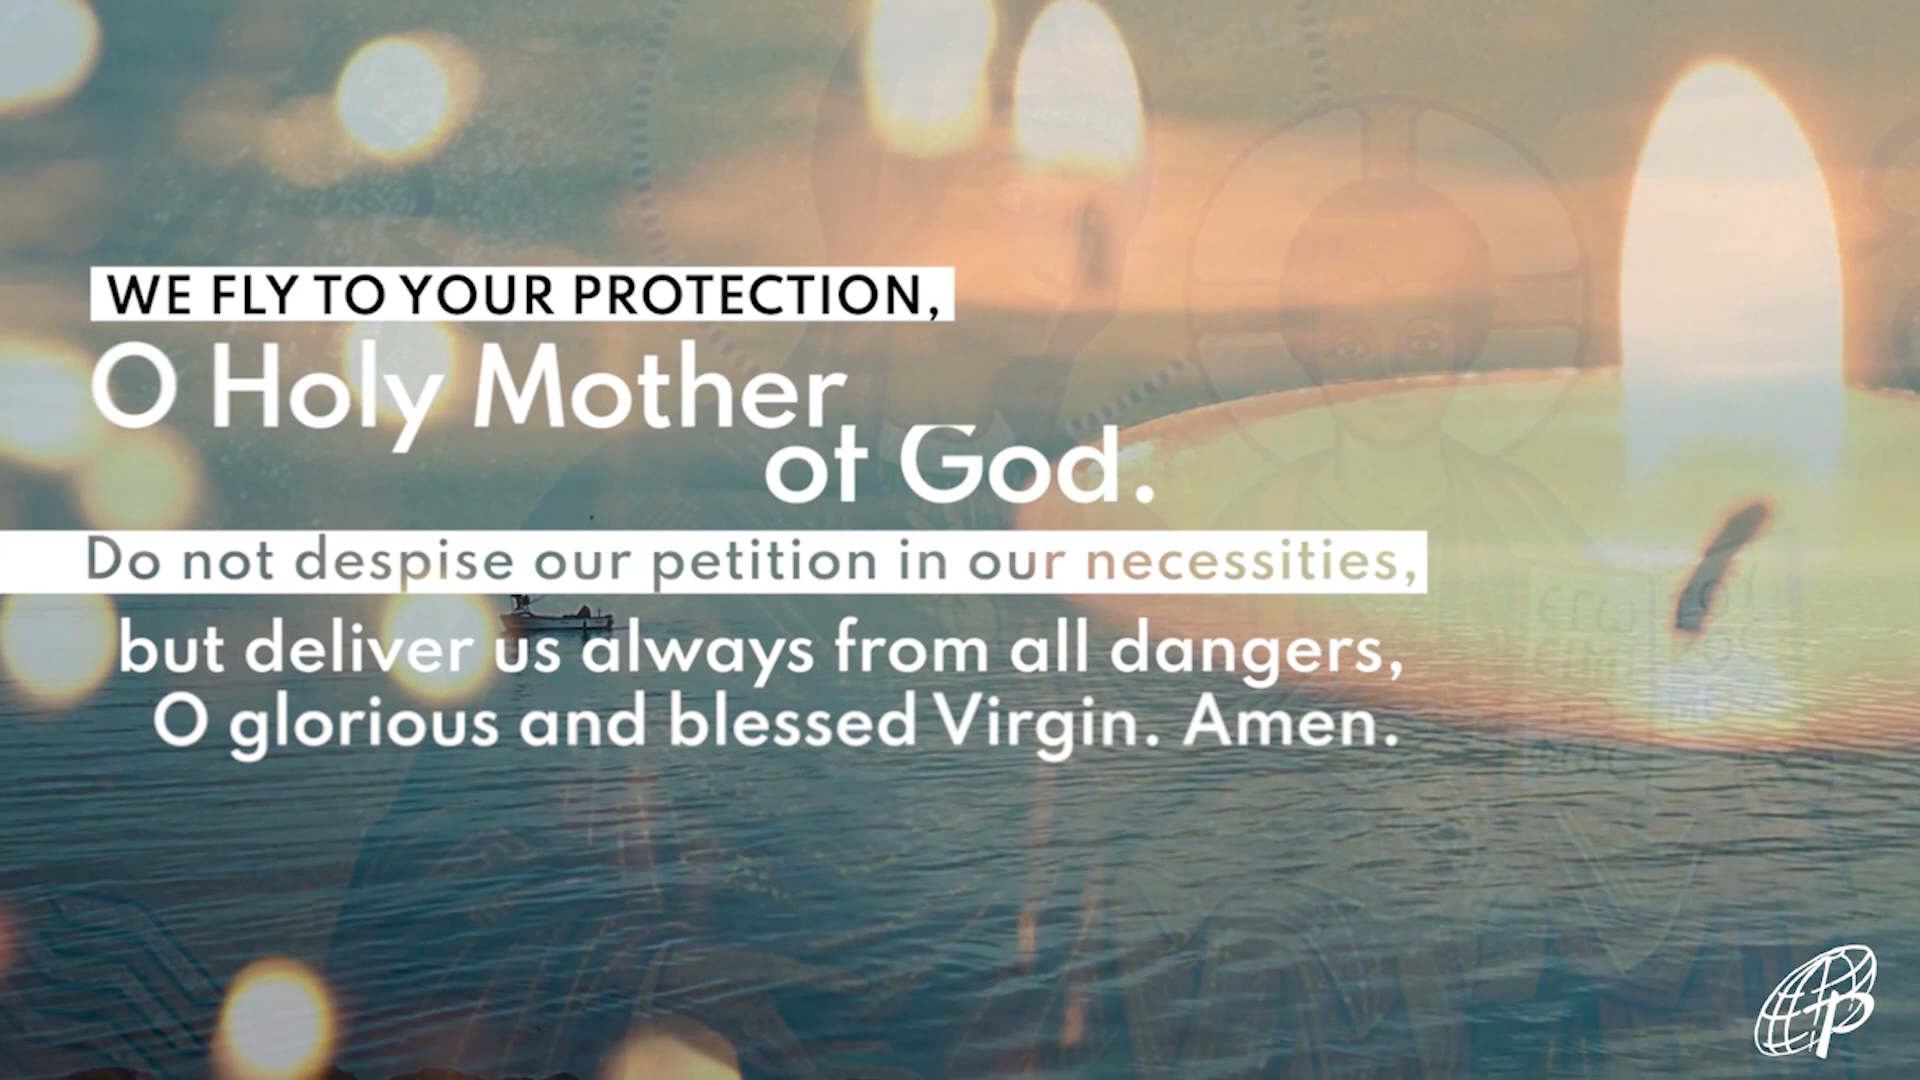 WE FLY TO YOUR PROTECTION,
O Holy Mother
of God.
Do not despise our petition in our necessities,
but deliver us always from all dangers,
O glorious and blessed Virgin. Amen.